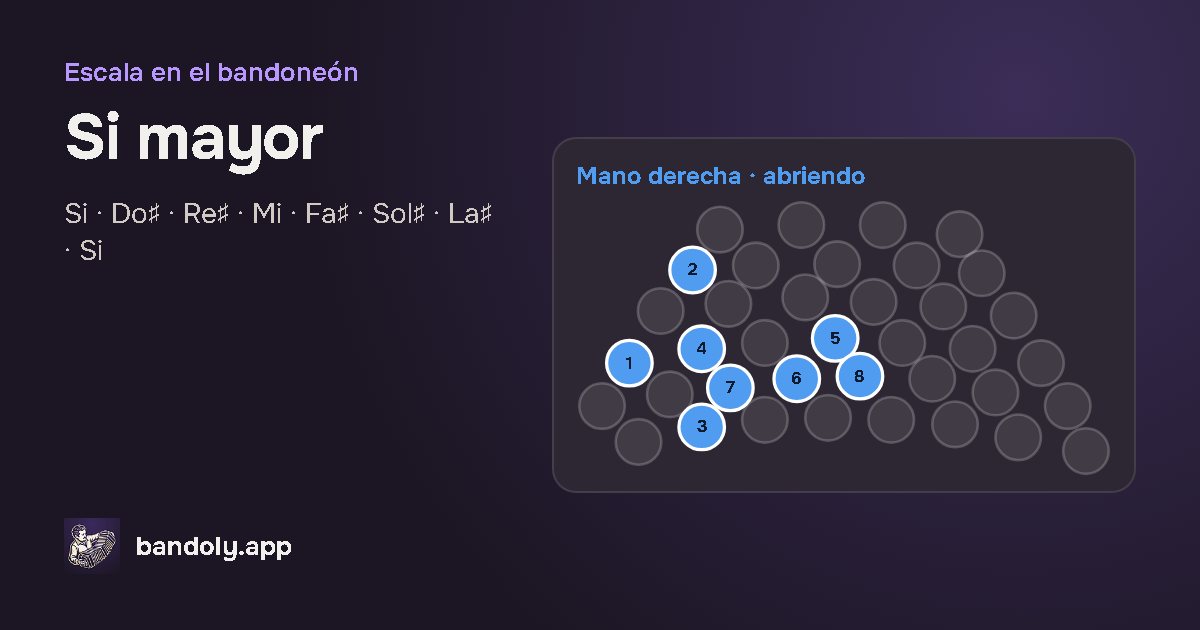 Escala en el bandoneón
Si mayor
Si · Do♯ · Re♯ · Mi · Fa♯ · Sol♯ · La♯
· Si
Mano derecha · abriendo
2
5
4
1
6
8
7
3
bandoly.app